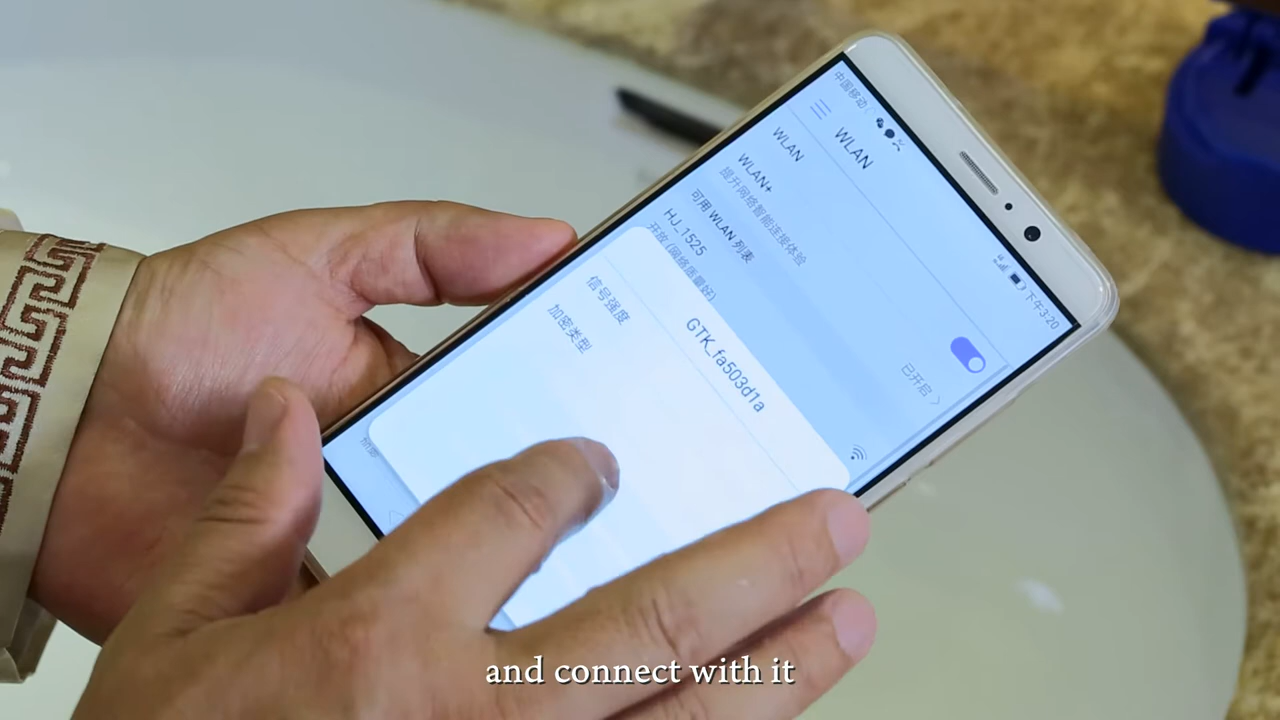 中国移动
下午3:20
WLAN
WLAN
WLAN+
提升网络智能连接体验
已开启
可用 WLAN 列表
HJ_1525
开放 (网络质量好)
GTK_fa503d1a
信号强度
加密类型
and connect with it